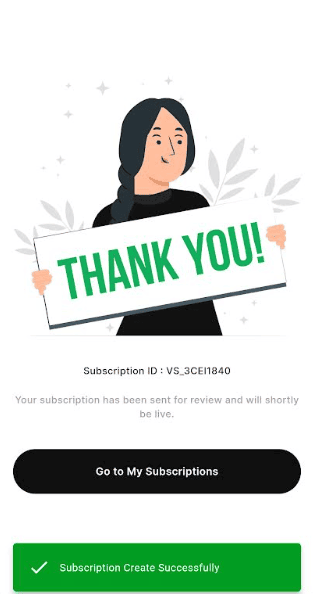 THANK YOU!
Subscription ID : VS_3CEI1840
Your subscription has been sent for review and will shortly
be live.
Go to My Subscriptions
Subscription Create Successfully